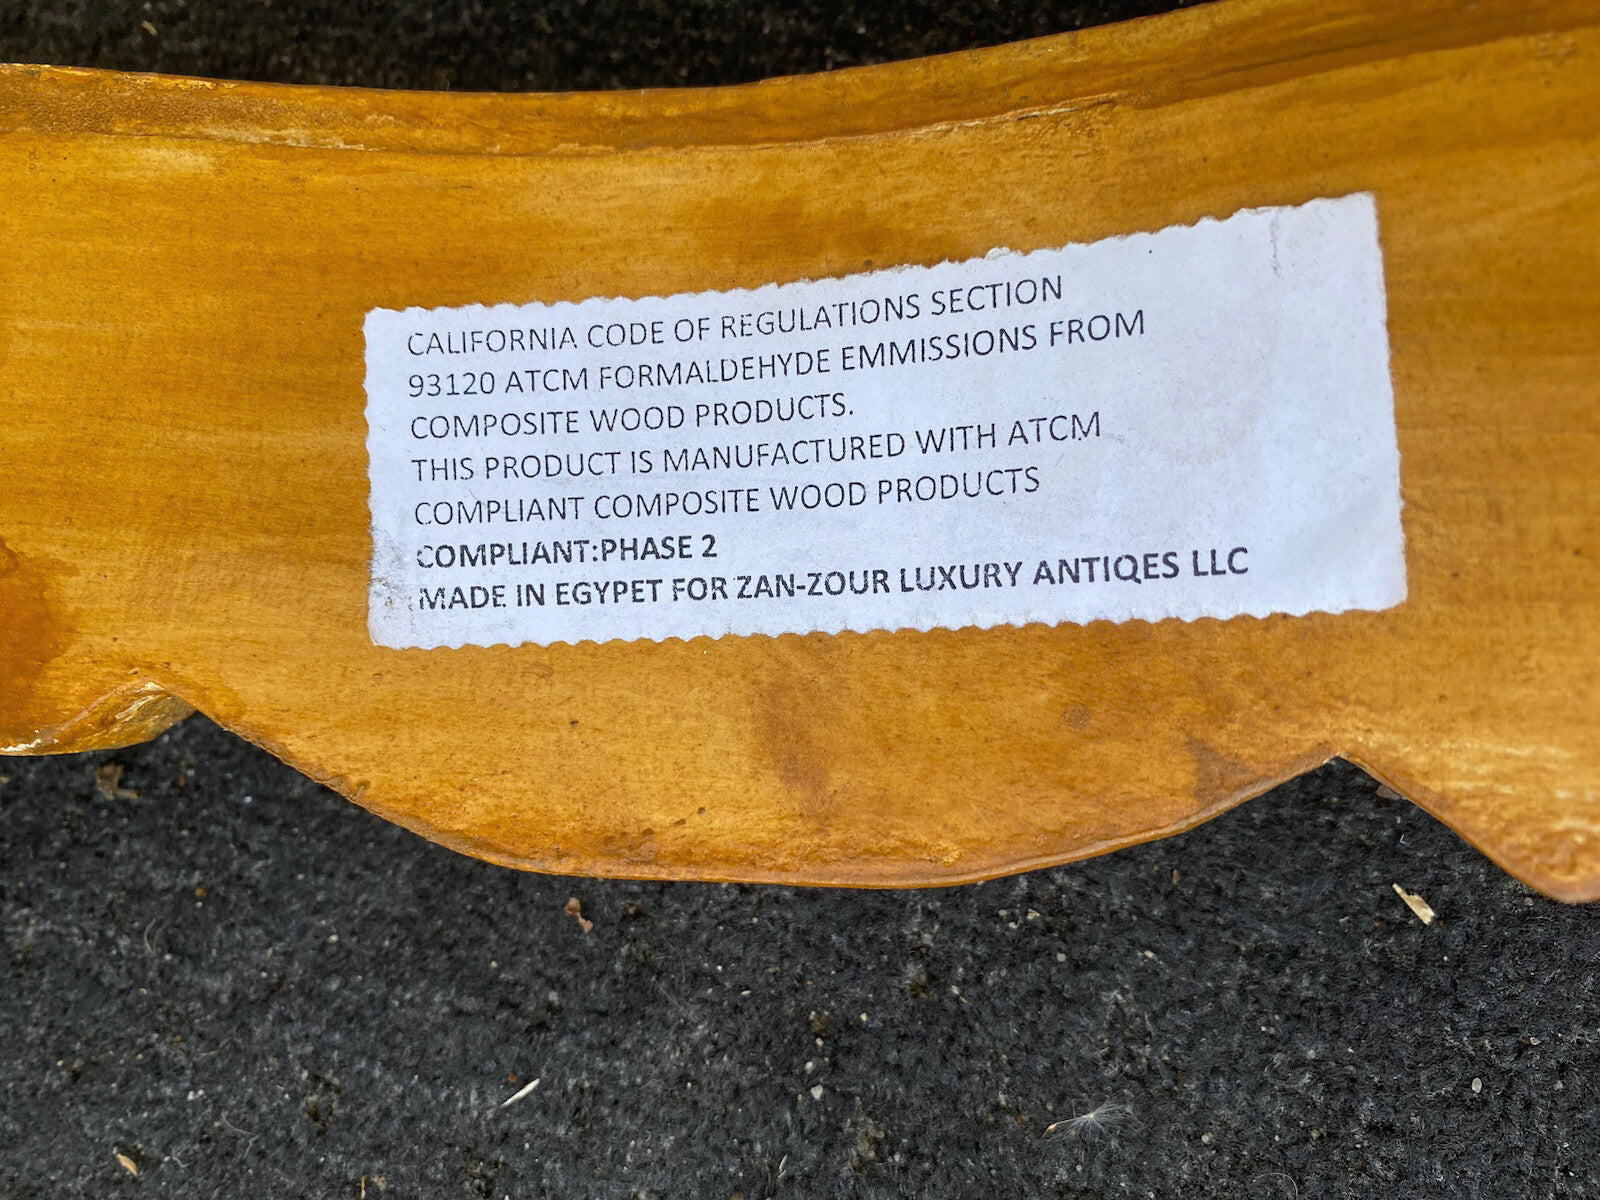 CALIFORNIA CODE OF REGULATIONS SECTION
93120 ATCM FORMALDEHYDE EMMISSIONS FROM
COMPOSITE WOOD PRODUCTS.
THIS PRODUCT IS MANUFACTURED WITH ATCM
COMPLIANT COMPOSITE WOOD PRODUCTS
COMPLIANT:PHASE 2
MADE IN EGYPET FOR ZAN-ZOUR LUXURY ANTIQES LLC